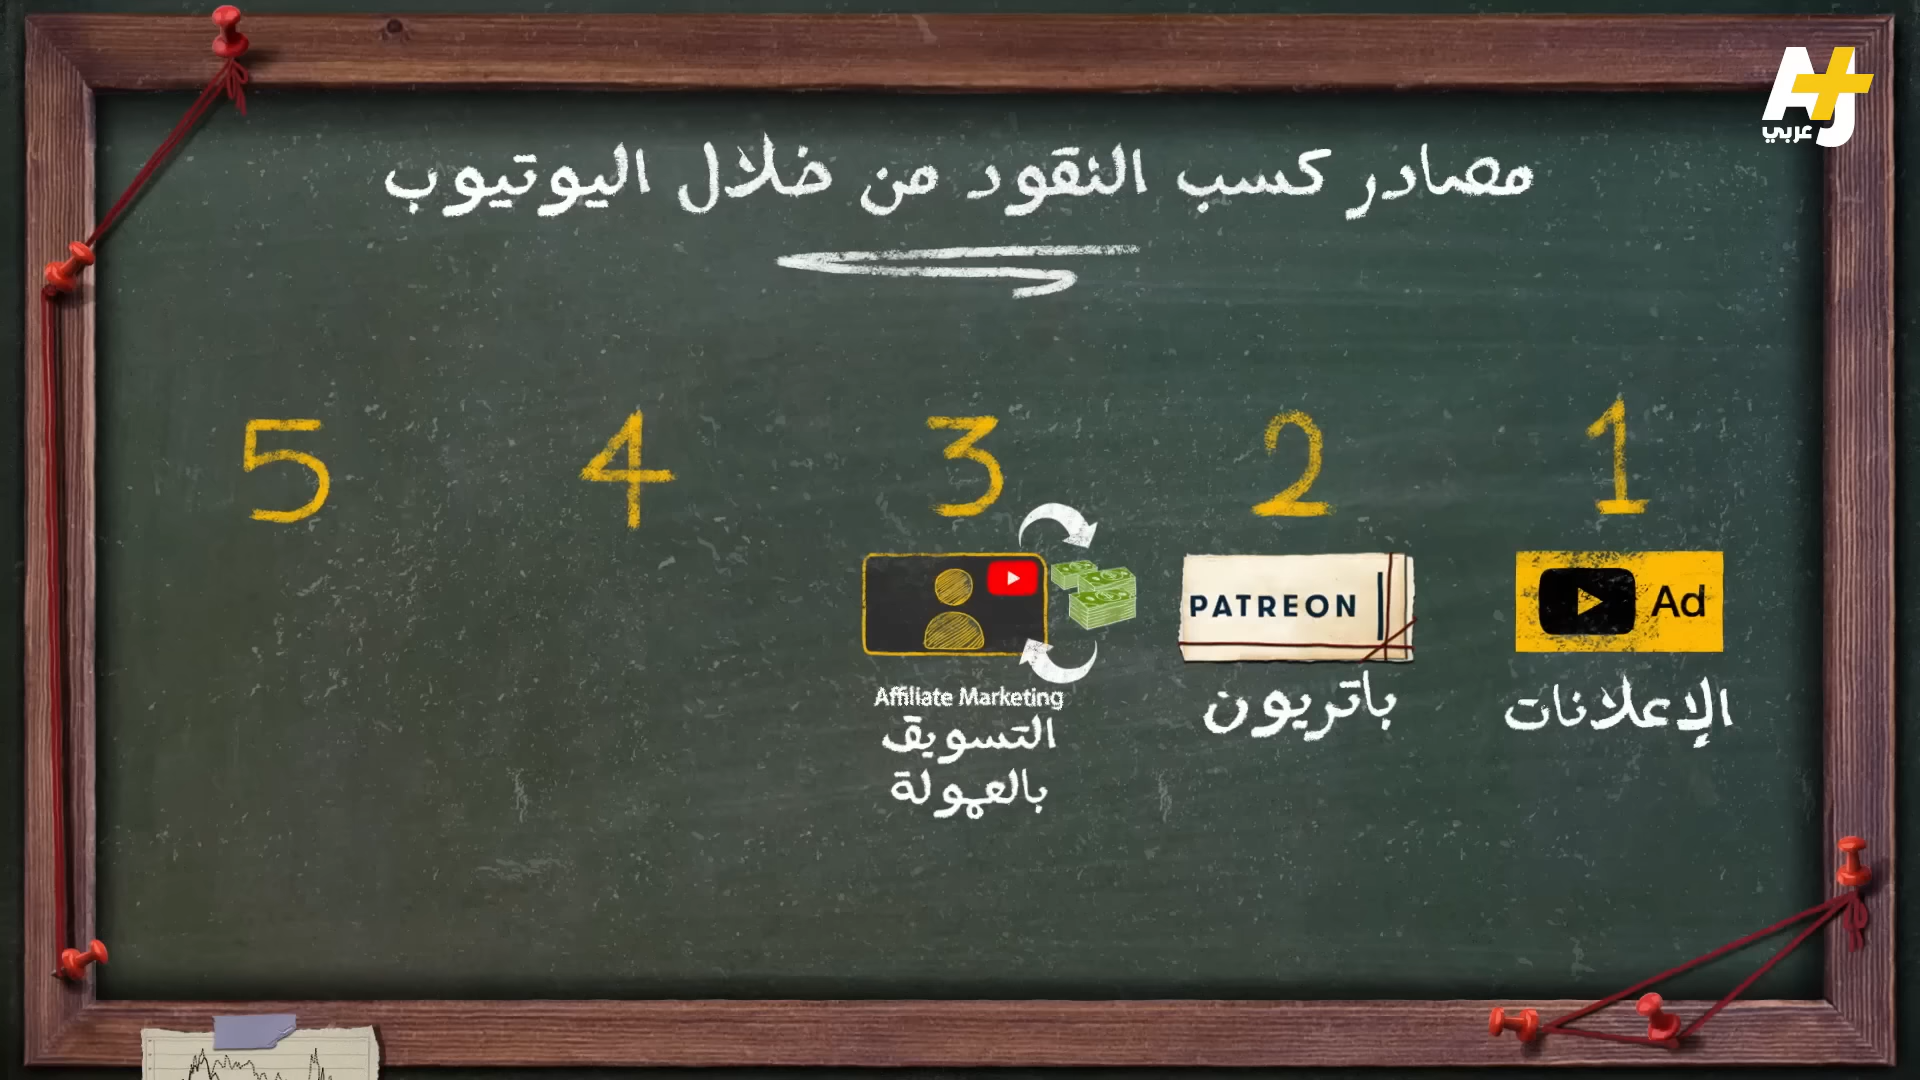 عربي
مصادر كسب النقود من خلال اليوتيوب
1
2
3
4
5
Ad
الإعلانات
PATREON
باتريون
Affiliate Marketing
التسويق
بالعمولة